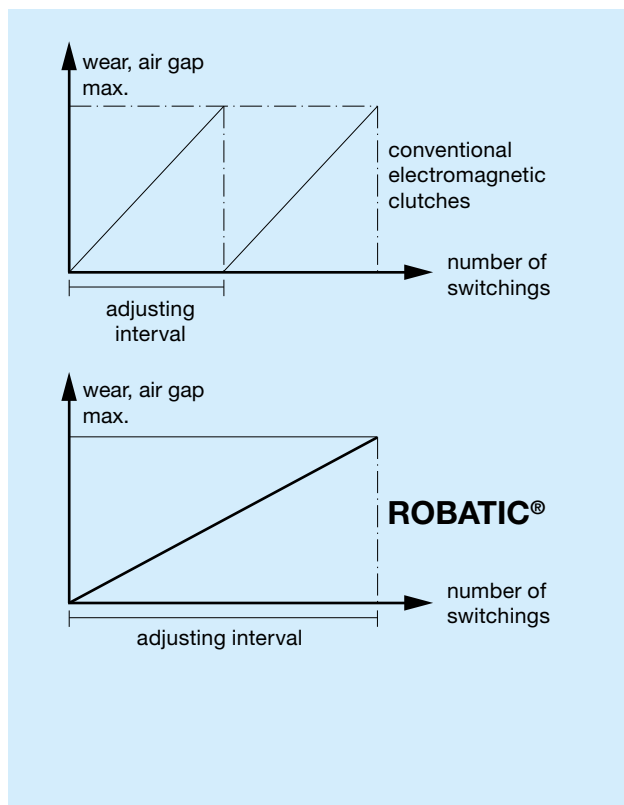 wear, air gap
max.
conventional
electromagnetic
clutches
number of
switchings
adjusting
interval
wear, air gap
max.
ROBATIC®
number of
switchings
adjusting interval